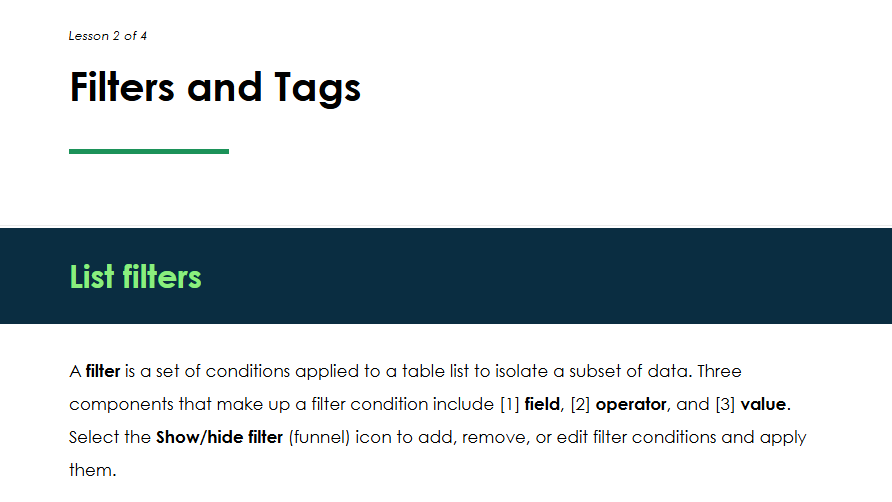 Lesson 2 of 4
Filters and Tags
List filters
A filter is a set of conditions applied to a table list to isolate a subset of data. Three
components that make up a filter condition include [1] field, [2] operator, and [3] value.
Select the Show/hide filter (funnel) icon to add, remove, or edit filter conditions and apply
them.